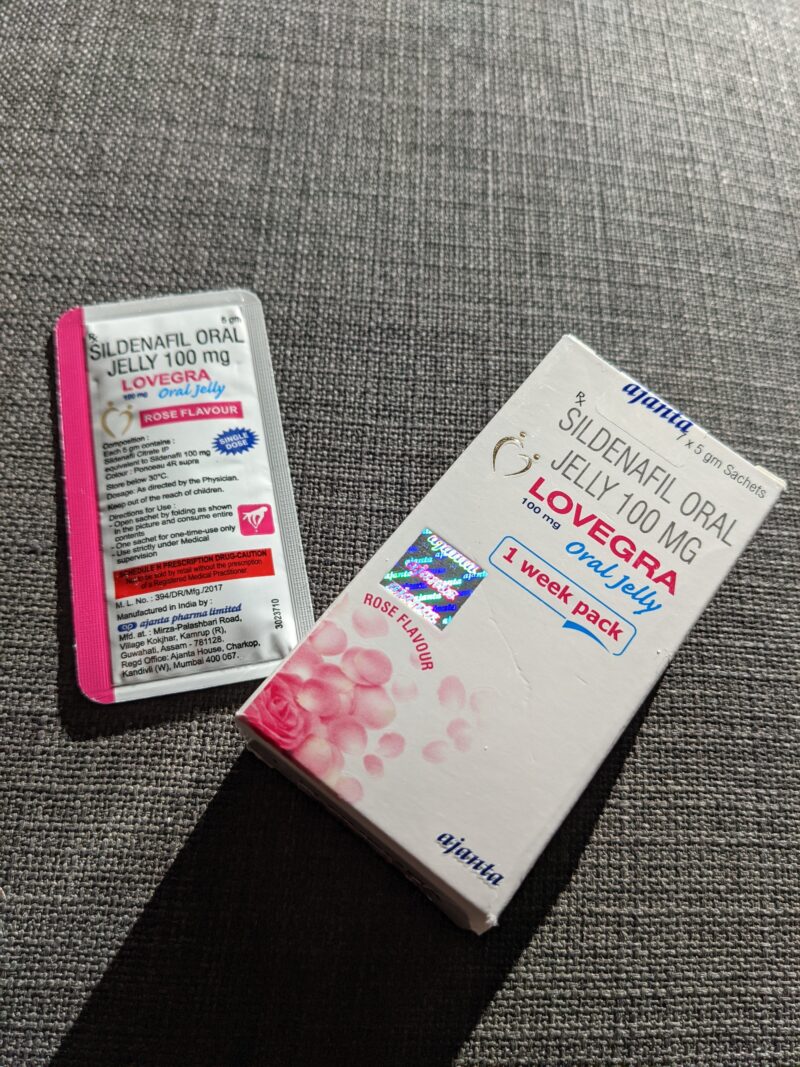 5 gm
Rx
SILDENAFIL ORAL
JELLY 100 mg
LOVEGRA
100 mg Oral Jelly
ROSE FLAVOUR
SINGLE
DOSE
Composition :
Each 5 gm contains :
Sildenafil Citrate IP
equivalent to Sildenafil 100 mg
Colour : Ponceau 4R supra
Store below 30°C.
Dosage: As directed by the Physician.
Keep out of the reach of children.
Directions for Use :
- Open sachet by folding as shown
in the picture and consume entire
contents
- One sachet for one-time-use only
- Use strictly under Medical
supervision
SCHEDULE H PRESCRIPTION DRUG-CAUTION
Not to be sold by retail without the prescription
of a Registered Medical Practitioner
M. L. No. : 394/DR/Mfg./2017
Manufactured in India by :
ap ajanta pharma limited
Mfd. at. : Mirza-Palashbari Road,
Village Kokjhar, Kamrup (R),
Guwahati, Assam - 781128.
Regd Office: Ajanta House, Charkop,
Kandivli (W), Mumbai 400 067.
3023710
ajanta
7 x 5 gm Sachets
Rx
SILDENAFIL ORAL
JELLY 100 MG
LOVEGRA
100 mg Oral Jelly
1 week pack
ajanta
ROSE FLAVOUR
ajanta